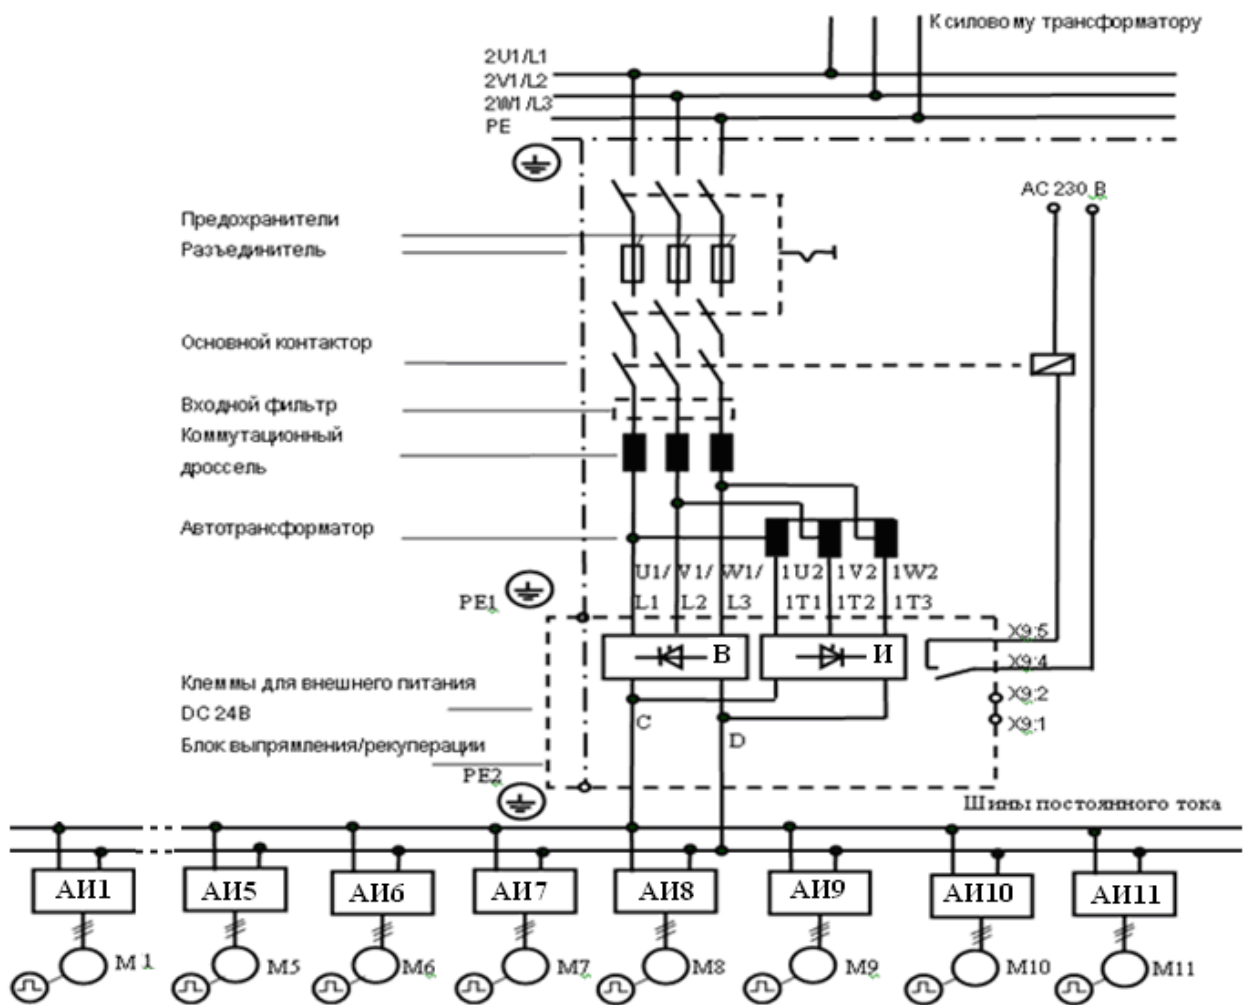 К силовому трансформатору
2U1/L1
2V1/L2
2W1/L3
PE
AC 230 В
Предохранители
Разъединитель
Основной контактор
Входной фильтр
Коммутационный
дроссель
Автотрансформатор
U1/ V1/ W1/ 1U2 1V2 1W2
PE1 L1 L2 L3 1T1 1T2 1T3
X9:5
В И
X9:4
Клеммы для внешнего питания
X9:2
DC 24В
C X9:1
D
Блок выпрямления/рекуперации
PE2
Шины постоянного тока
АИ1 АИ5 АИ6 АИ7 АИ8 АИ9 АИ10 АИ11
М 1 М5 М6 М7 М8 М9 М10 М11